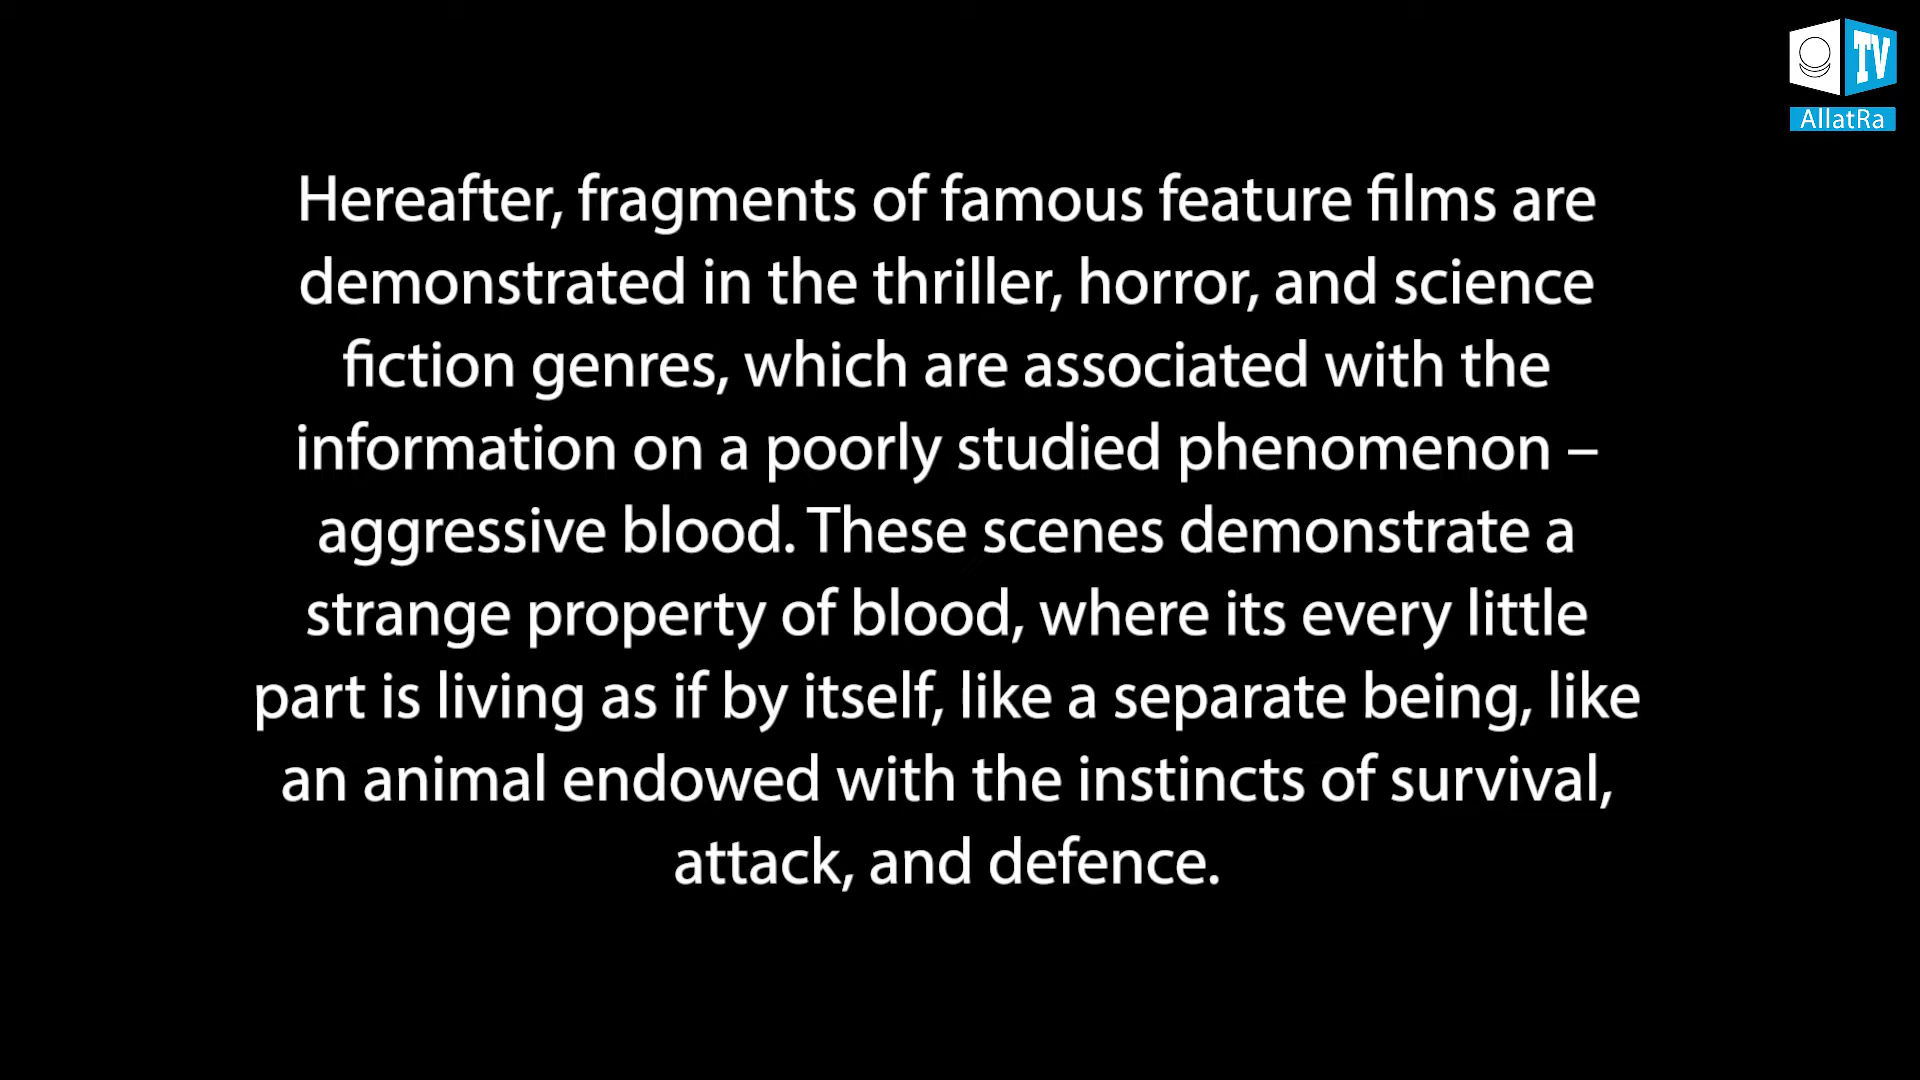 TV
AllatRa
Hereafter, fragments of famous feature films are
demonstrated in the thriller, horror, and science
fiction genres, which are associated with the
information on a poorly studied phenomenon –
aggressive blood. These scenes demonstrate a
strange property of blood, where its every little
part is living as if by itself, like a separate being, like
an animal endowed with the instincts of survival,
attack, and defence.